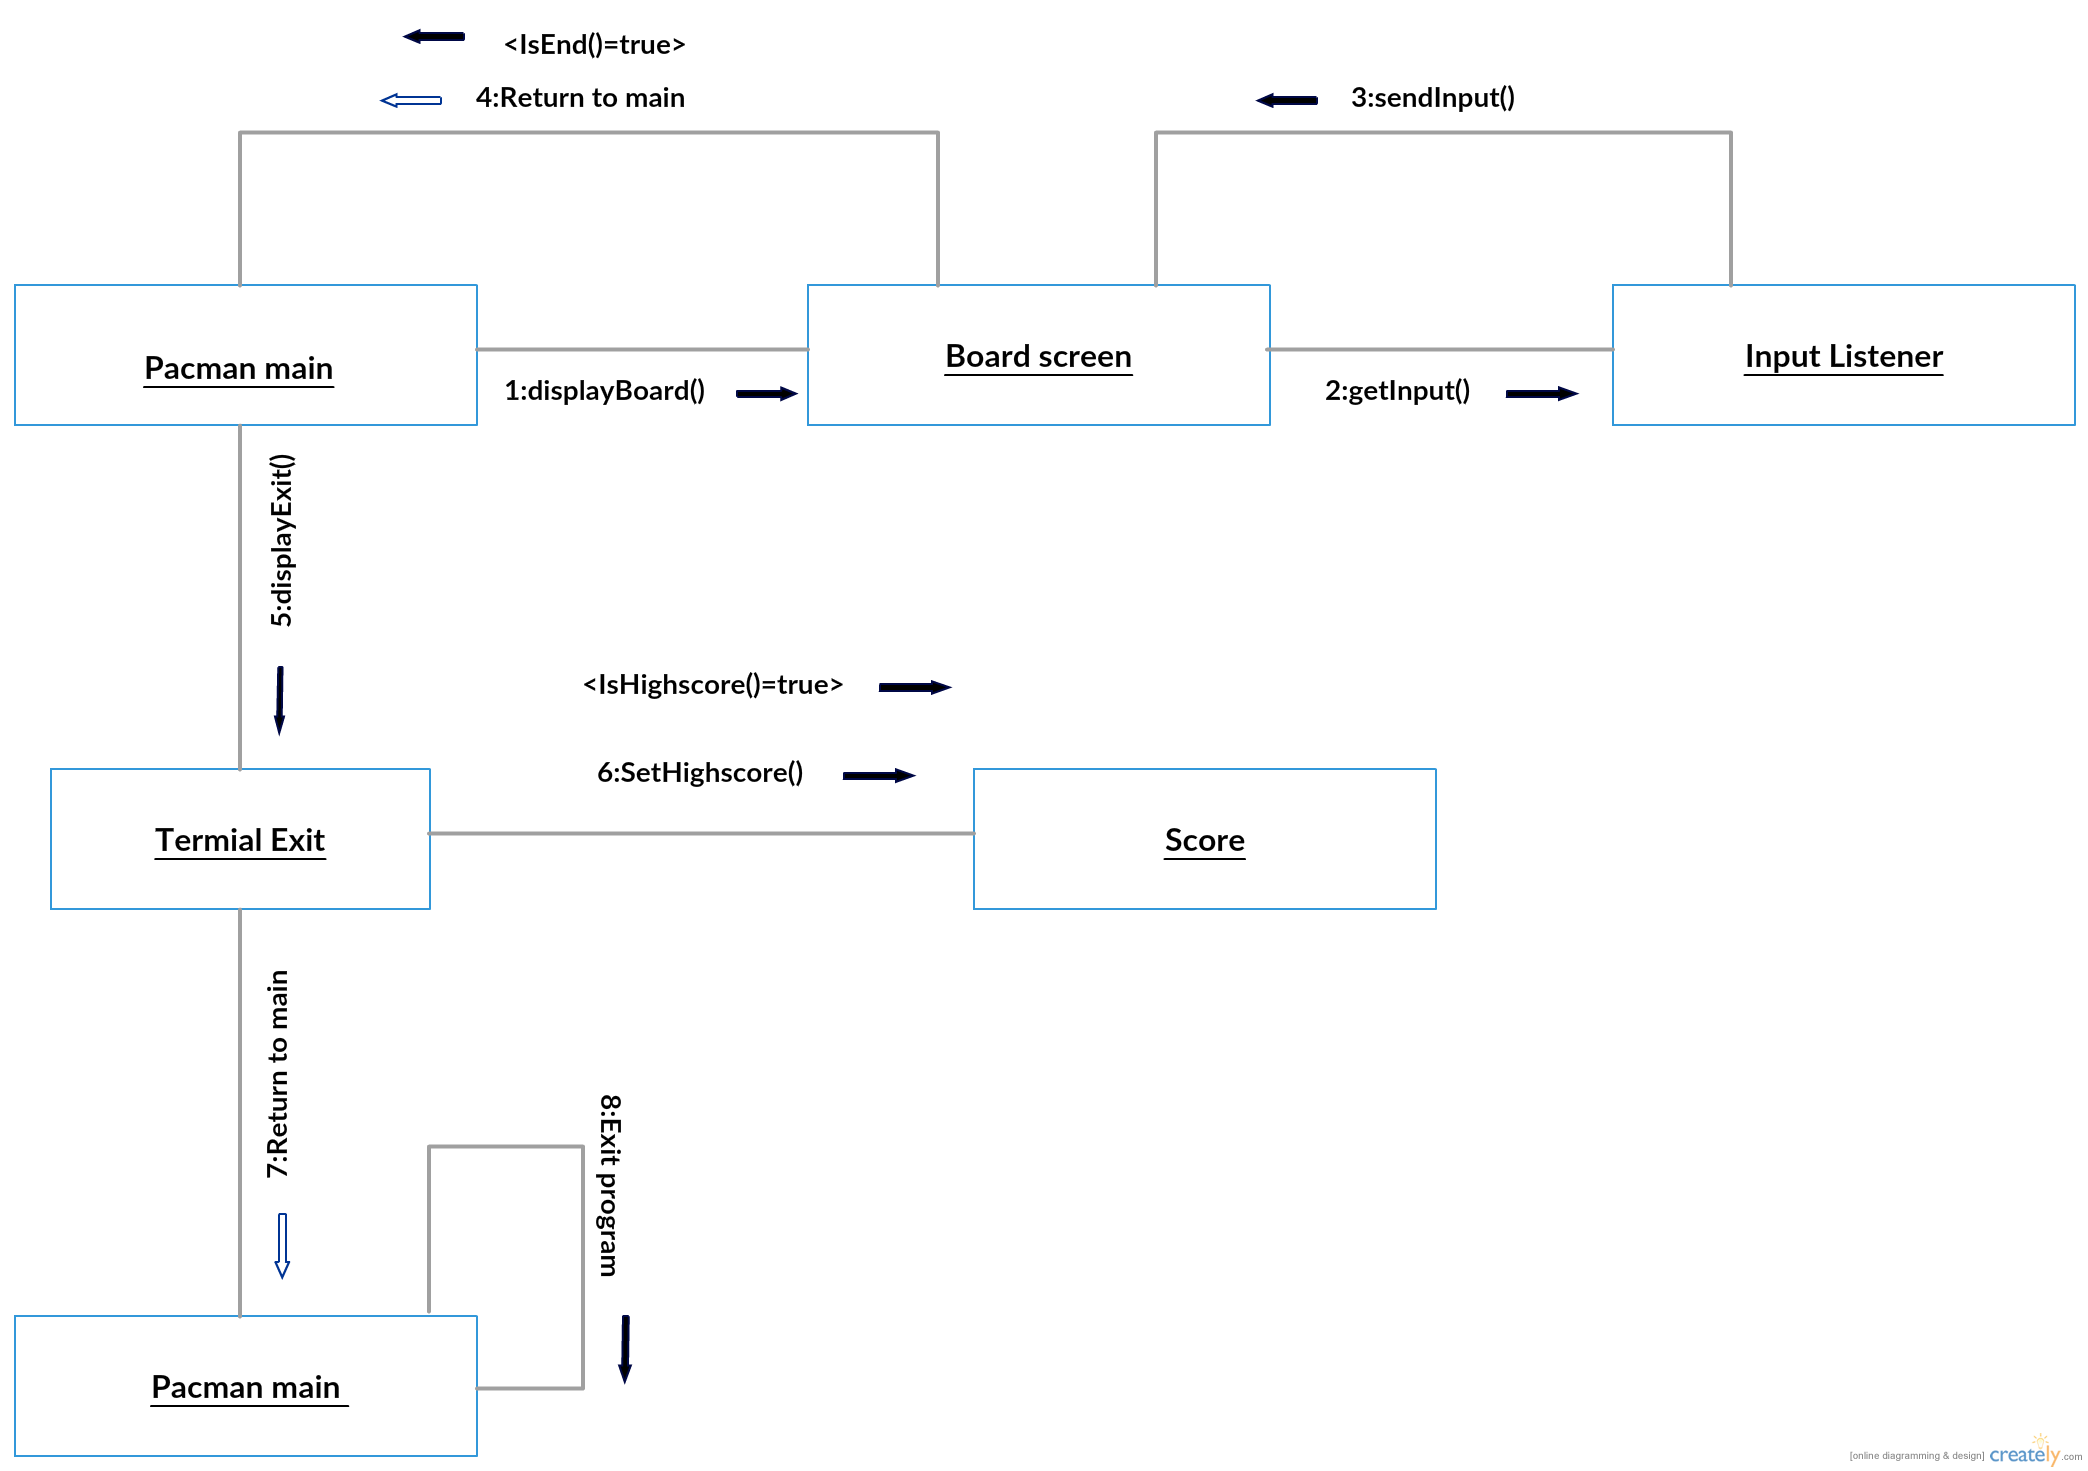 <IsEnd()=true>
4:Return to main
3:sendInput()
Pacman main
Board screen
Input Listener
1:displayBoard()
2:getInput()
5:displayExit()
<IsHighscore()=true>
6:SetHighscore()
Termial Exit
Score
7:Return to main
8:Exit program
Pacman main
[online diagramming & design] creately.com